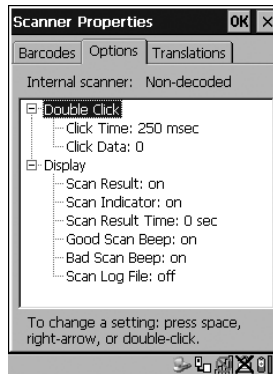 Scanner Properties OK ×
Barcodes Options Translations
Internal scanner: Non-decoded
Double Click
Click Time: 250 msec
Click Data: 0
Display
Scan Result: on
Scan Indicator: on
Scan Result Time: 0 sec
Good Scan Beep: on
Bad Scan Beep: on
Scan Log File: off
To change a setting: press space,
right-arrow, or double-click.